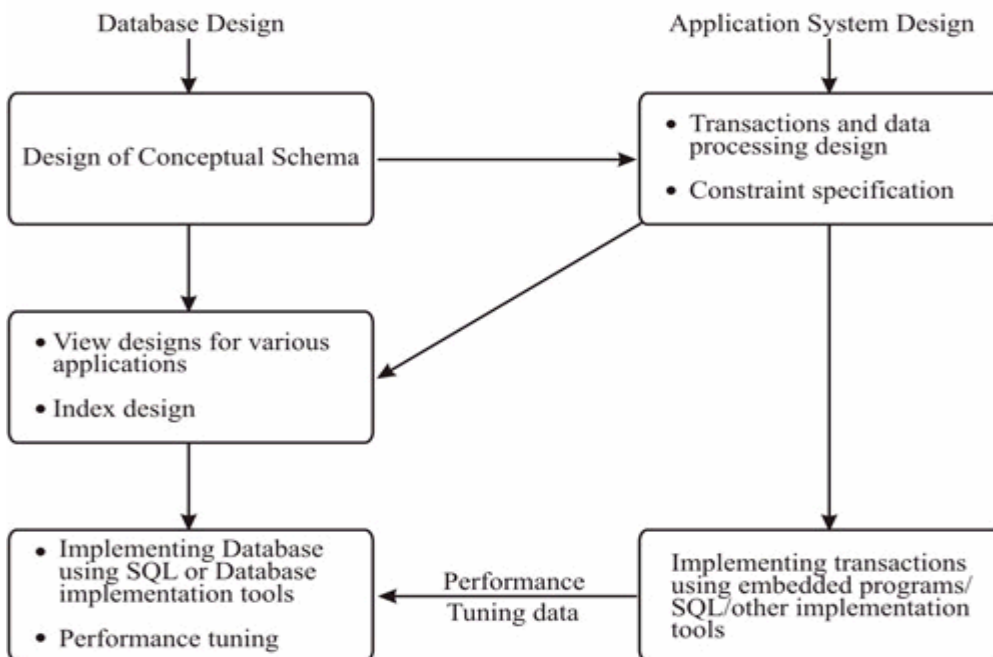 Database Design
Application System Design
Design of Conceptual Schema
• Transactions and data
processing design
• Constraint specification
• View designs for various
applications
• Index design
• Implementing Database
using SQL or Database
implementation tools
• Performance tuning
Performance
Tuning data
Implementing transactions
using embedded programs/
SQL/other implementation
tools